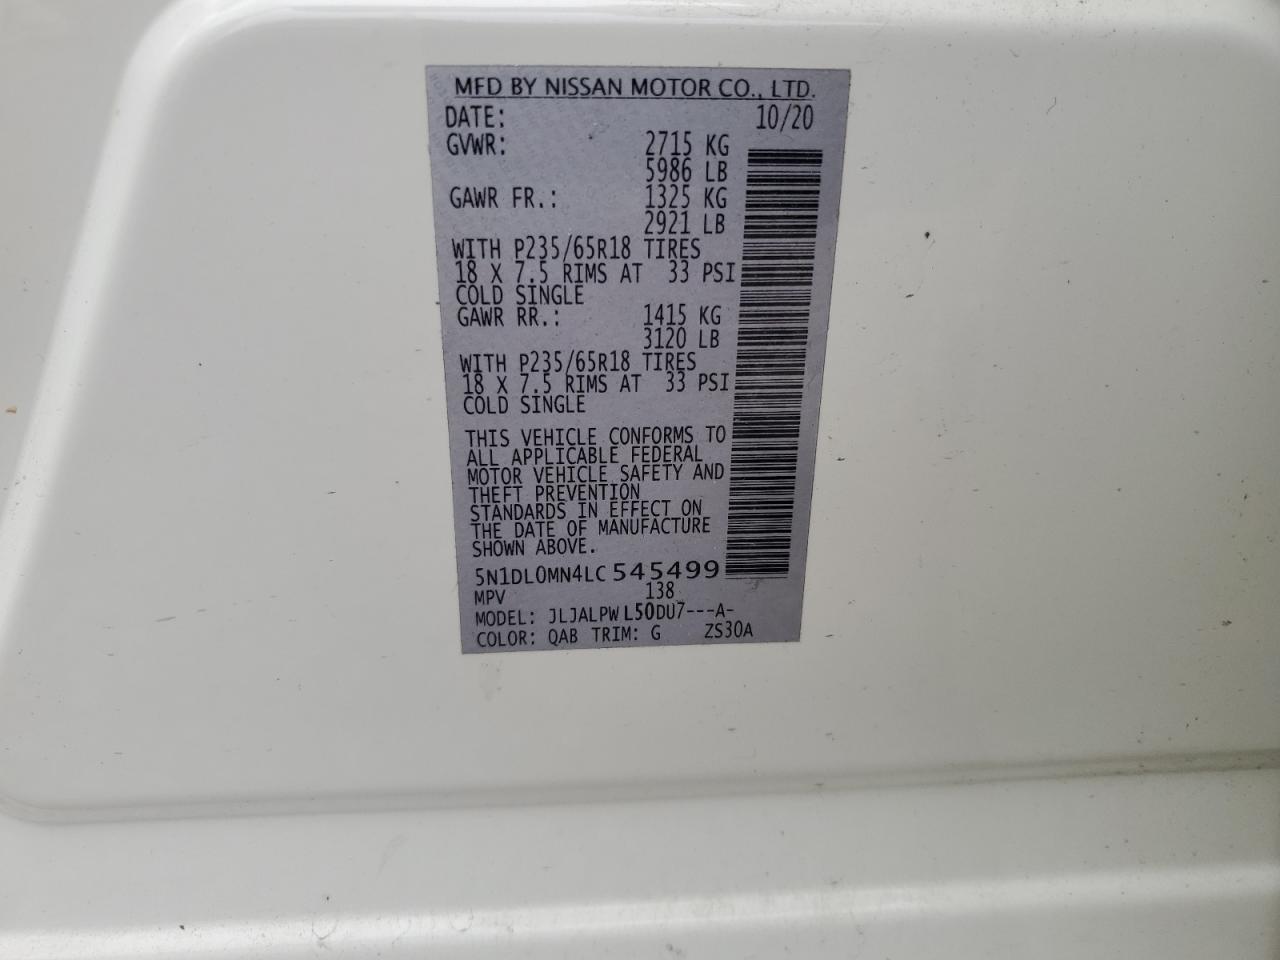 MFD BY NISSAN MOTOR CO., LTD.
DATE: 10/20
GVWR: 2715 KG
5986 LB
GAWR FR.: 1325 KG
2921 LB
WITH P235/65R18 TIRES
18 X 7.5 RIMS AT 33 PSI
COLD SINGLE
GAWR RR.: 1415 KG
3120 LB
WITH P235/65R18 TIRES
18 X 7.5 RIMS AT 33 PSI
COLD SINGLE
THIS VEHICLE CONFORMS TO
ALL APPLICABLE FEDERAL
MOTOR VEHICLE SAFETY AND
THEFT PREVENTION
STANDARDS IN EFFECT ON
THE DATE OF MANUFACTURE
SHOWN ABOVE.
5N1DL0MN4LC545499
MPV 138
MODEL: JLJALPWL50DU7---A-
COLOR: QAB TRIM: G ZS30A